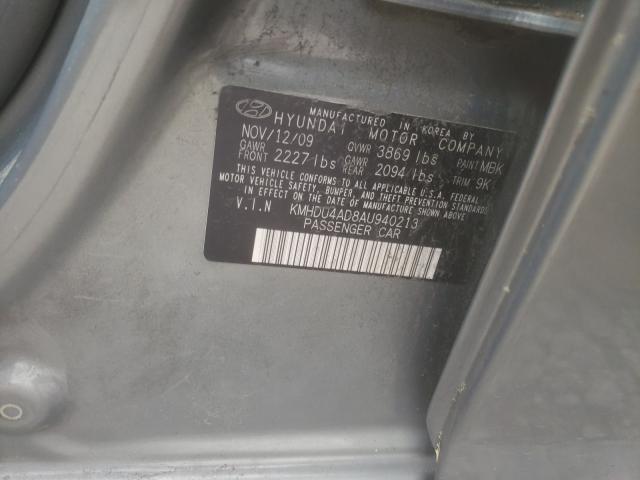 MANUFACTURED IN KOREA BY
HYUNDAI MOTOR COMPANY
NOV/12/09 GVWR 3869 lbs PAINT MBK
GAWR FRONT 2227 lbs GAWR REAR 2094 lbs TRIM 9K
THIS VEHICLE CONFORMS TO ALL APPLICABLE U.S.A. FEDERAL
MOTOR VEHICLE SAFETY, BUMPER, AND THEFT PREVENTION STANDARDS
IN EFFECT ON THE DATE OF MANUFACTURE SHOWN ABOVE.
V.I.N KMHDU4AD8AU940213
PASSENGER CAR